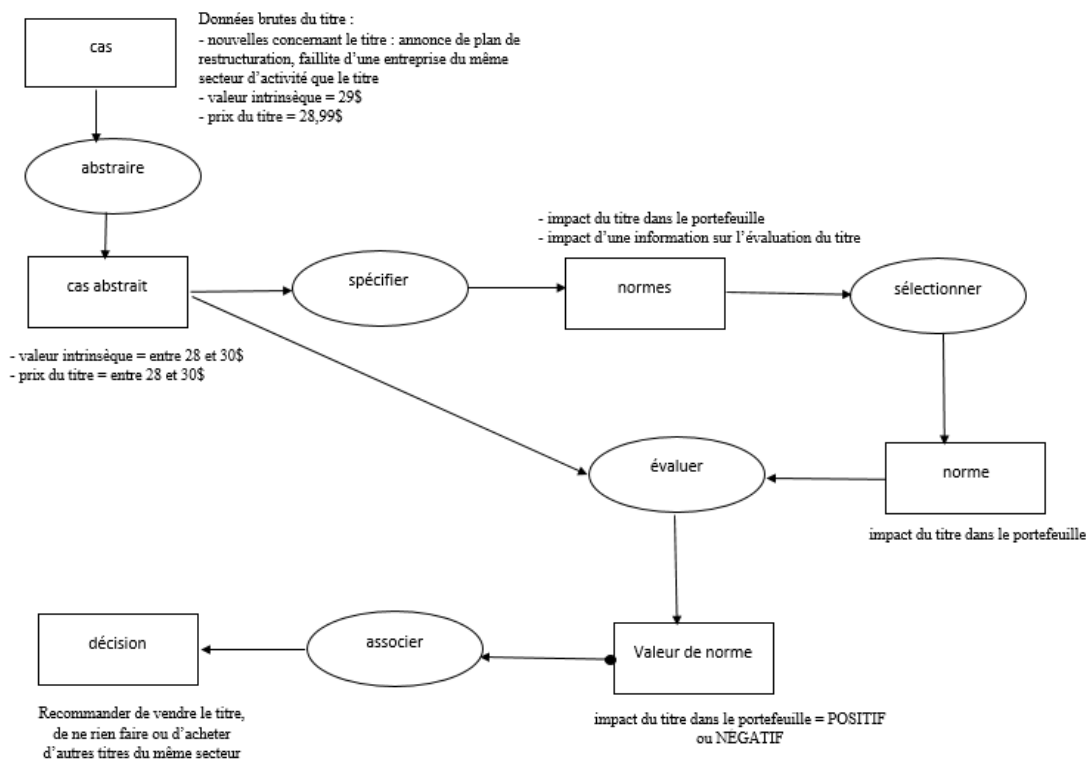 cas
Données brutes du titre :
- nouvelles concernant le titre : annonce de plan de
restructuration, faillite d'une entreprise du même
secteur d'activité que le titre
- valeur intrinsèque = 29$
- prix du titre = 28,99$
abstraire
cas abstrait
- valeur intrinsèque = entre 28 et 30$
- prix du titre = entre 28 et 30$
spécifier
- impact du titre dans le portefeuille
- impact d'une information sur l'évaluation du titre
normes
sélectionner
norme
impact du titre dans le portefeuille
évaluer
Valeur de norme
impact du titre dans le portefeuille = POSITIF
ou NÉGATIF
associer
décision
Recommander de vendre le titre,
de ne rien faire ou d'acheter
d'autres titres du même secteur